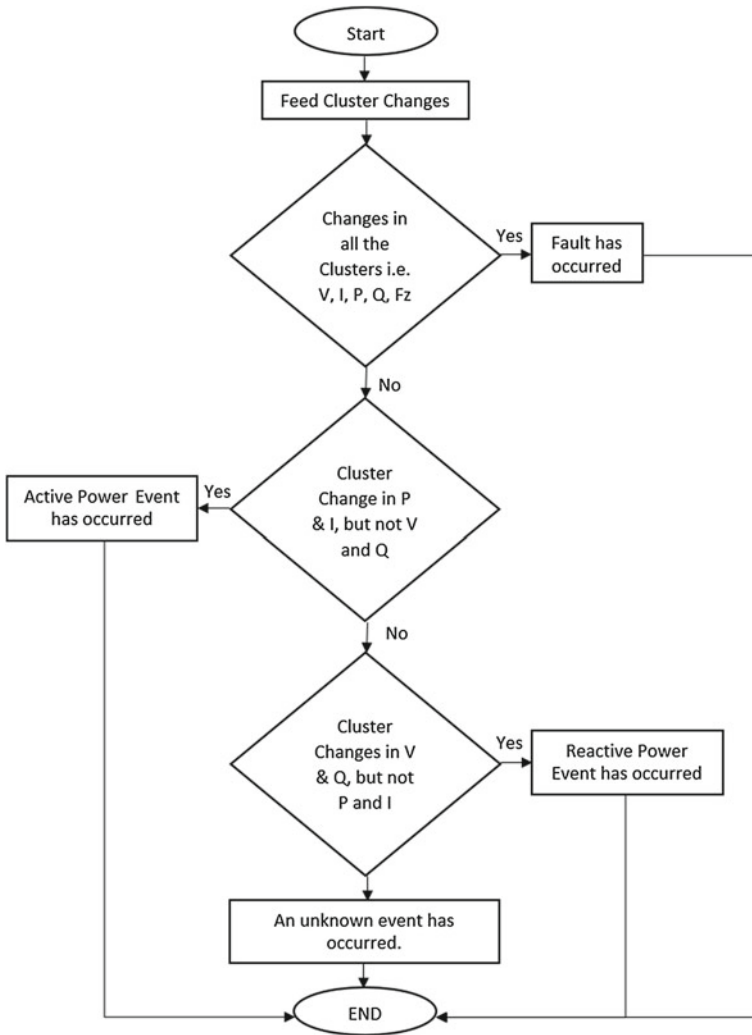 Start
Feed Cluster Changes
Changes in
all the
Clusters i.e.
V, I, P, Q, Fz
Yes
Fault has
occurred
No
Cluster
Change in P
& I, but not V
and Q
Yes
Active Power Event
has occurred
No
Cluster
Changes in V
& Q, but not
P and I
Yes
Reactive Power
Event has occurred
An unknown event has
occurred.
END